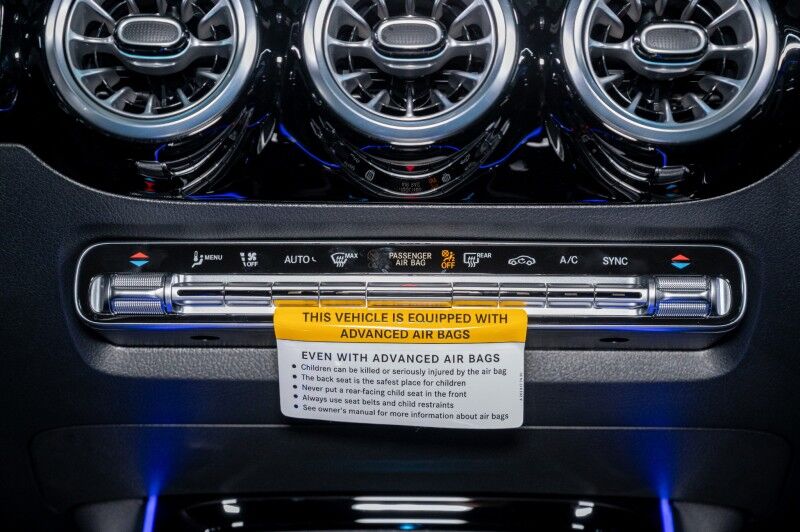 MENU OFF AUTO MAX PASSENGER AIR BAG OFF REAR A/C SYNC
THIS VEHICLE IS EQUIPPED WITH
ADVANCED AIR BAGS
EVEN WITH ADVANCED AIR BAGS
• Children can be killed or seriously injured by the air bag
• The back seat is the safest place for children
• Never put a rear-facing child seat in the front
• Always use seat belts and child restraints
• See owner's manual for more information about air bags